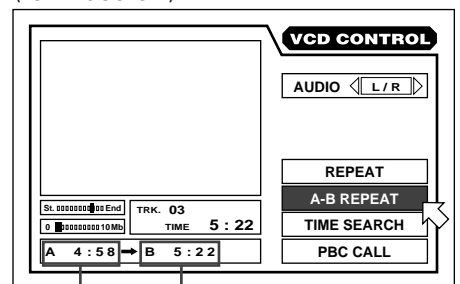 VCD CONTROL
AUDIO L / R
REPEAT
A-B REPEAT
TIME SEARCH
PBC CALL
St. End
0 10Mb
TRK. 03
TIME 5 : 22
A 4 : 5 8 B 5 : 2 2